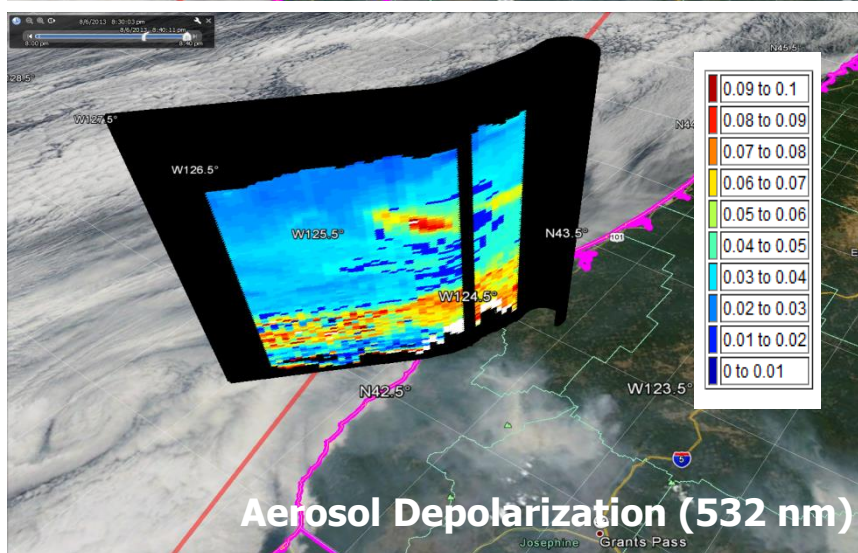 8/6/2013 8:30:03 pm
8/6/2013 8:40:11 pm
8:00 pm
8:40 pm
W127.5°
W126.5°
W125.5°
W124.5°
N43.5°
101
N42.5°
W123.5°
N45.5°
0.09 to 0.1
0.08 to 0.09
0.07 to 0.08
0.06 to 0.07
0.05 to 0.06
0.04 to 0.05
0.03 to 0.04
0.02 to 0.03
0.01 to 0.02
0 to 0.01
5
Aerosol Depolarization (532 nm)
Josephine
Grants Pass